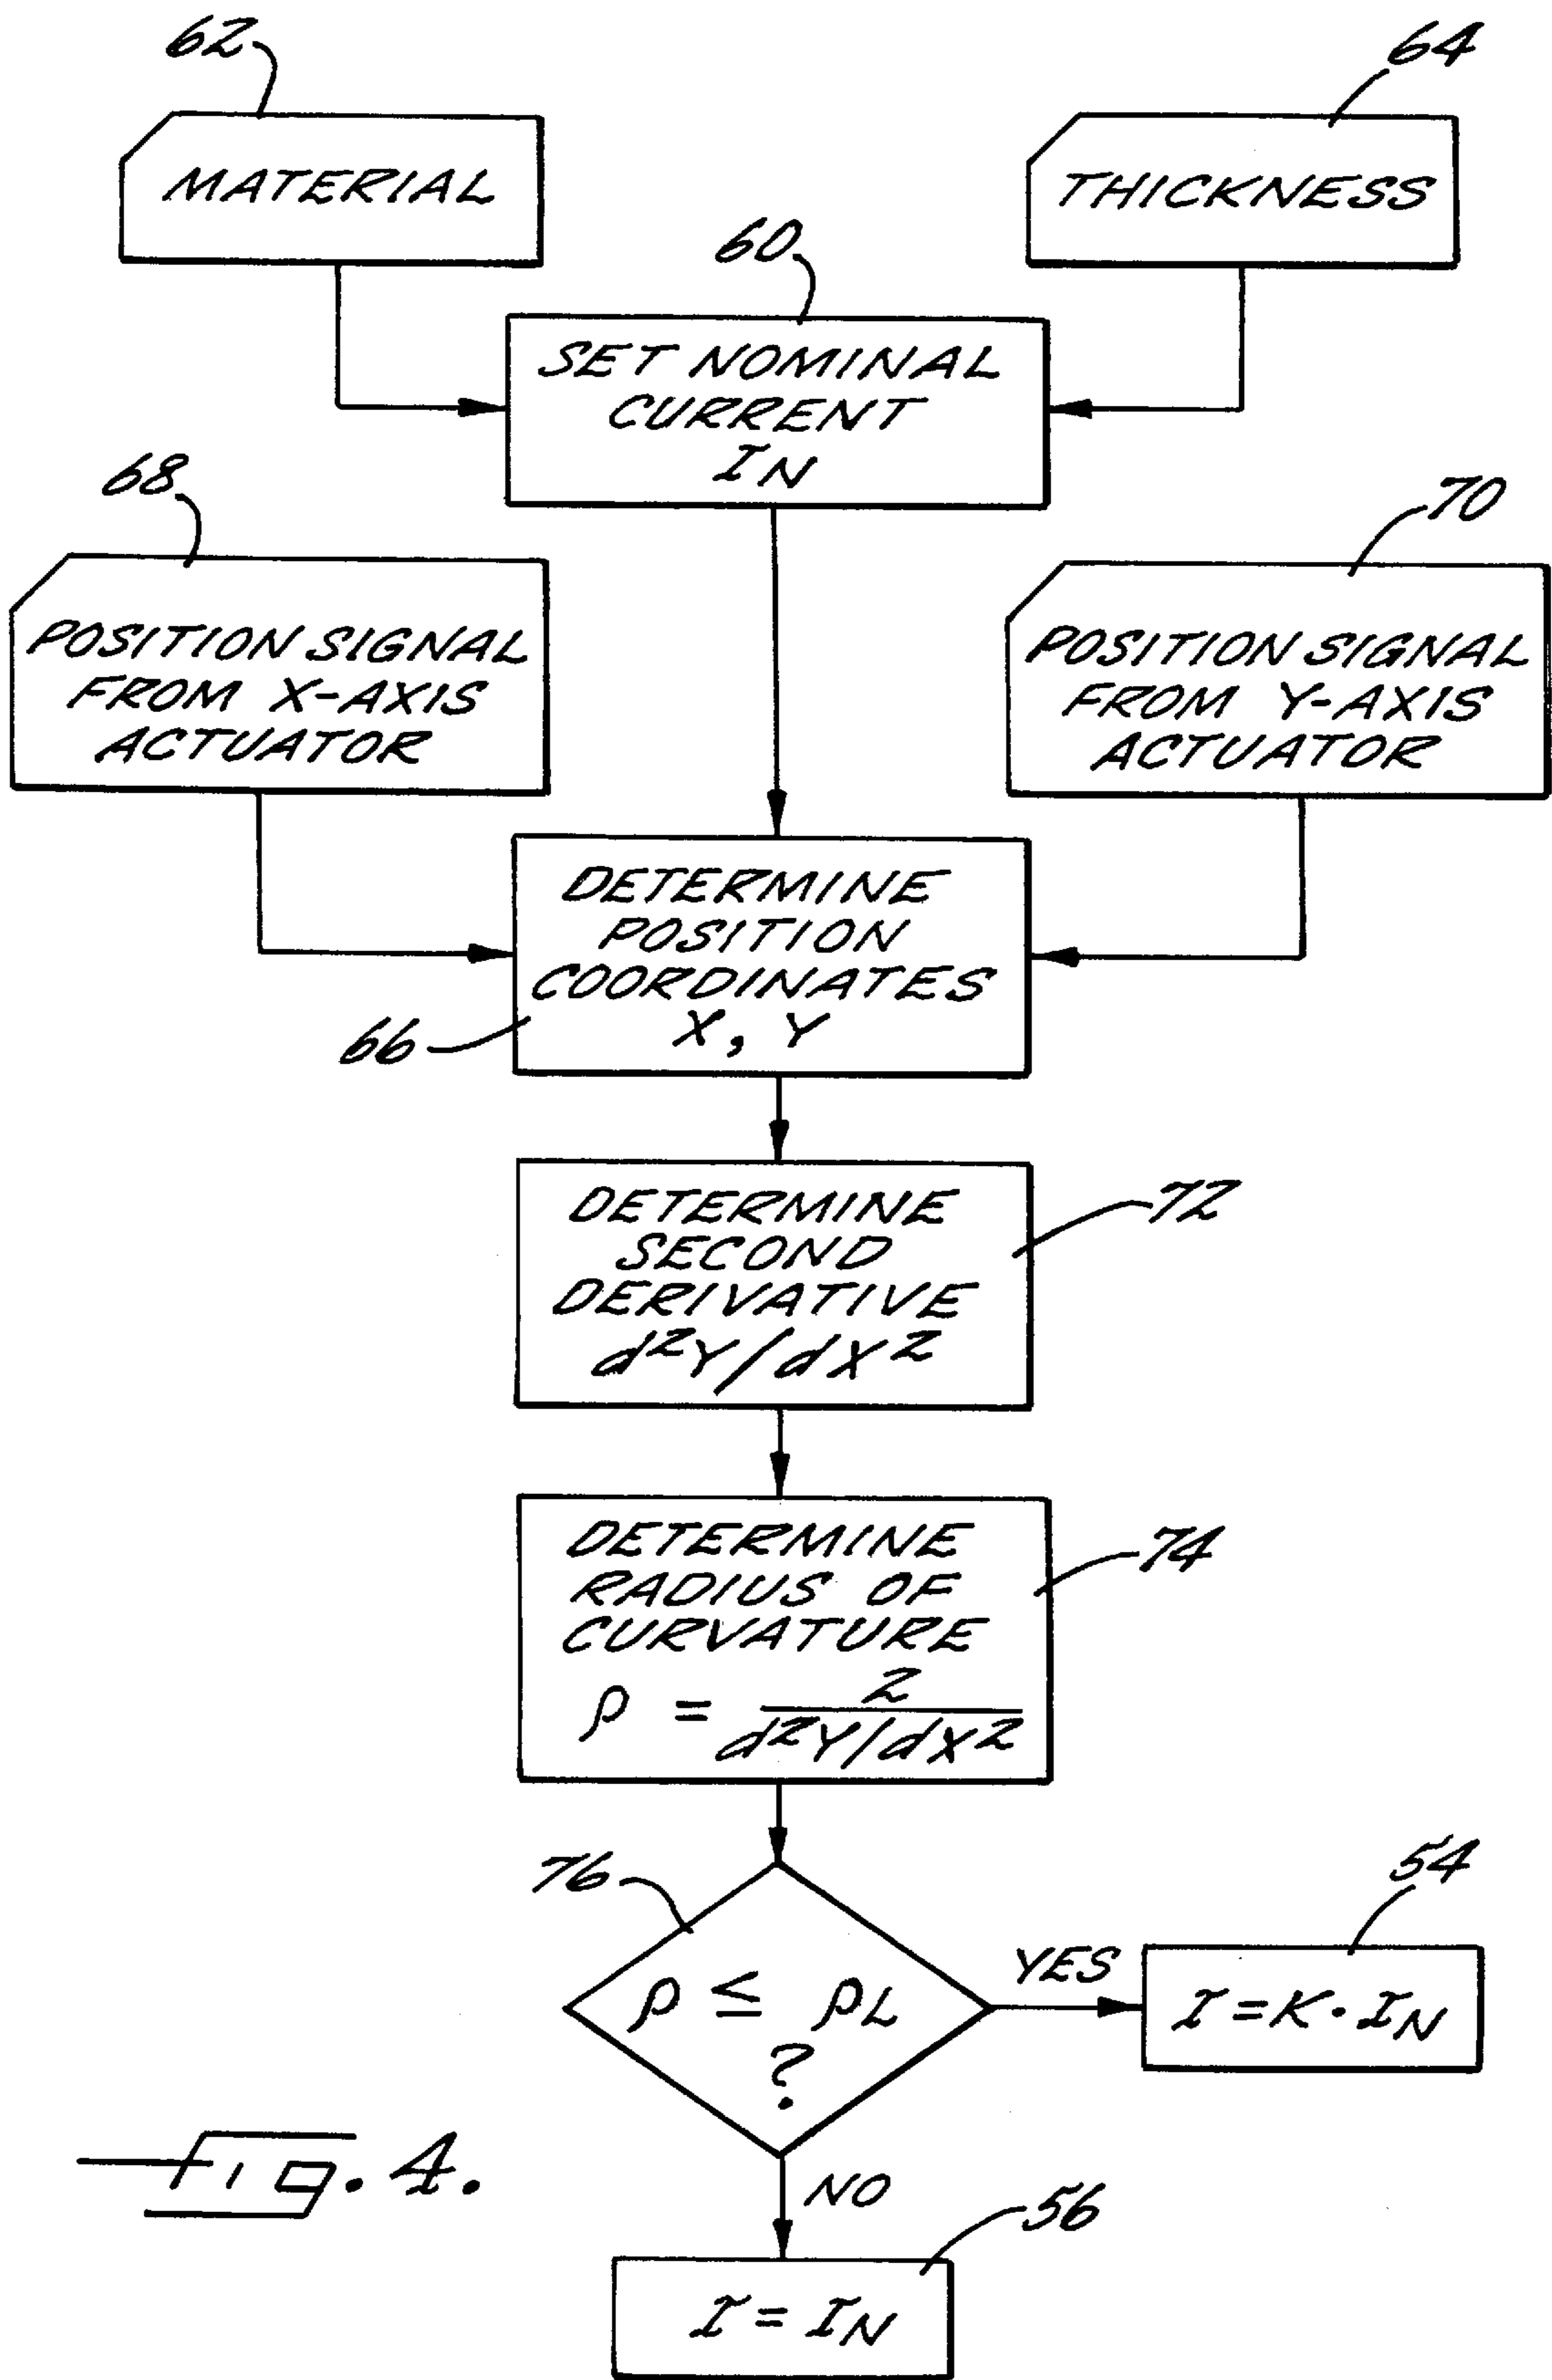 62
64
MATERIAL
THICKNESS
60
SET NOMINAL
CURRENT
IN
68
70
POSITION SIGNAL
FROM X-AXIS
ACTUATOR
POSITION SIGNAL
FROM Y-AXIS
ACTUATOR
DETERMINE
POSITION
COORDINATES
X, Y
66
DETERMINE
SECOND
DERIVATIVE
d²Y/dX²
72
DETERMINE
RADIUS OF
CURVATURE
ρ = 2
d²Y/dX²
74
76
ρ ≤ ρL
?
YES
54
I = K · IN
NO
56
I = IN
Fig. 4.